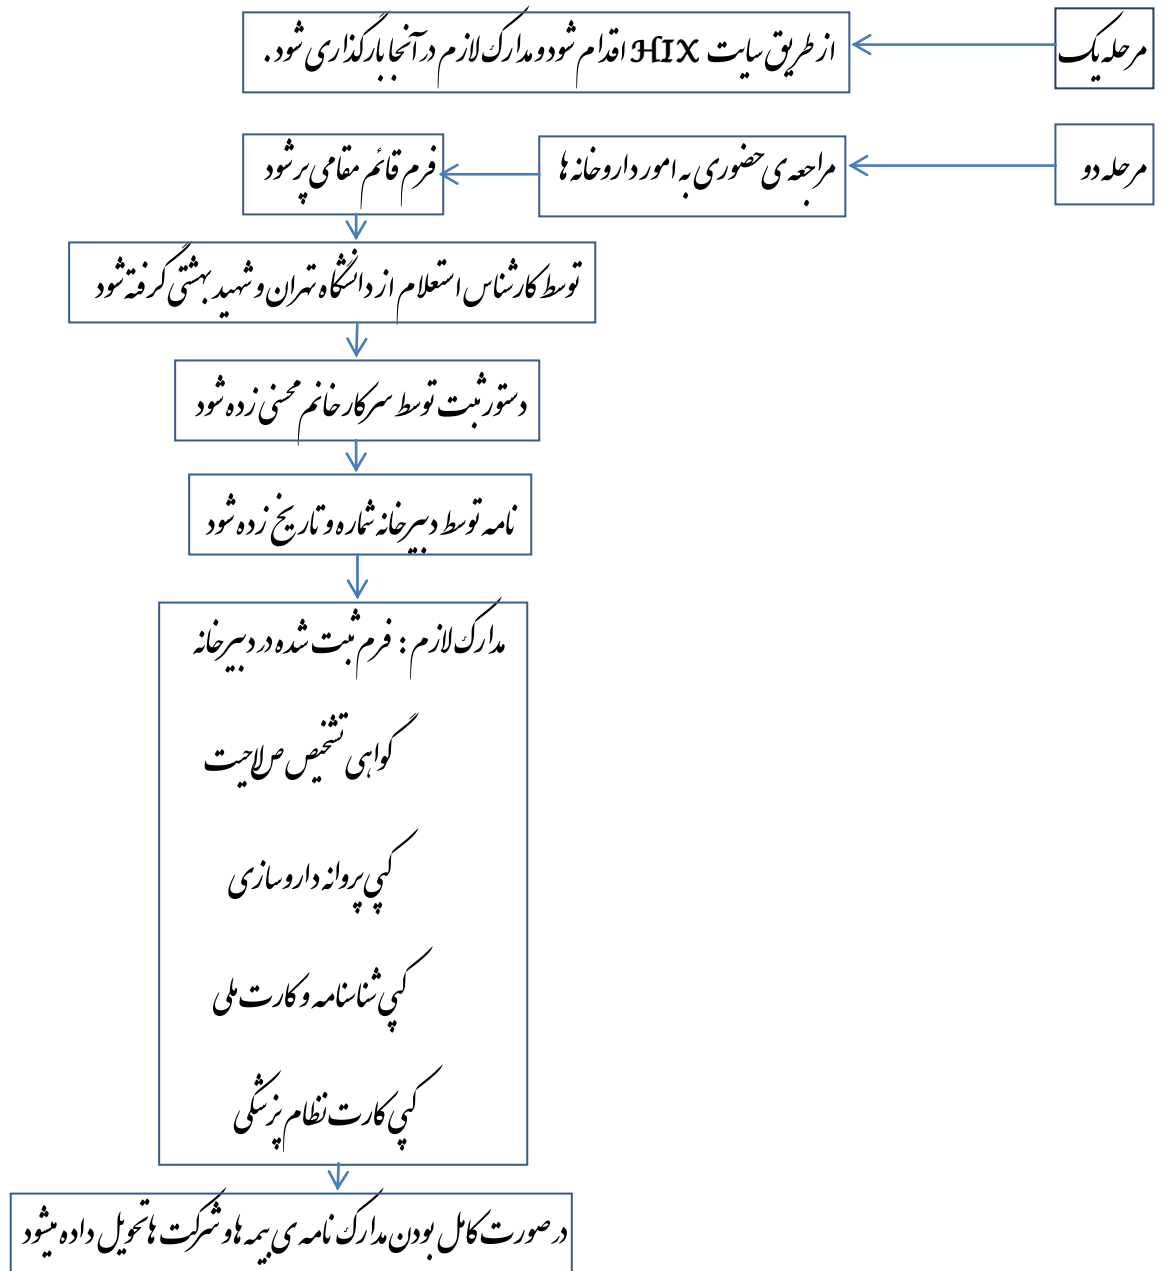 مرحله یک
از طریق سایت HIX اقدام شود و مدارک لازم در آنجا بارگذاری شود .
مرحله دو
مراجعه ی حضوری به امور داروخانه ها
فرم قائم مقامی پر شود
توسط کارشناس استعلام از دانشگاه تهران و شهید بهشتی گرفته شود
دستور ثبت توسط سرکار خانم محسنی زده شود
نامه توسط دبیرخانه شماره و تاریخ زده شود
مدارک لازم : فرم ثبت شده در دبیرخانه
گواهی تشخیص صلاحیت
کپی پروانه داروسازی
کپی شناسنامه و کارت ملی
کپی کارت نظام پزشکی
در صورت کامل بودن مدارک نامه ی بیمه ها و شرکت ها تحویل داده میشود